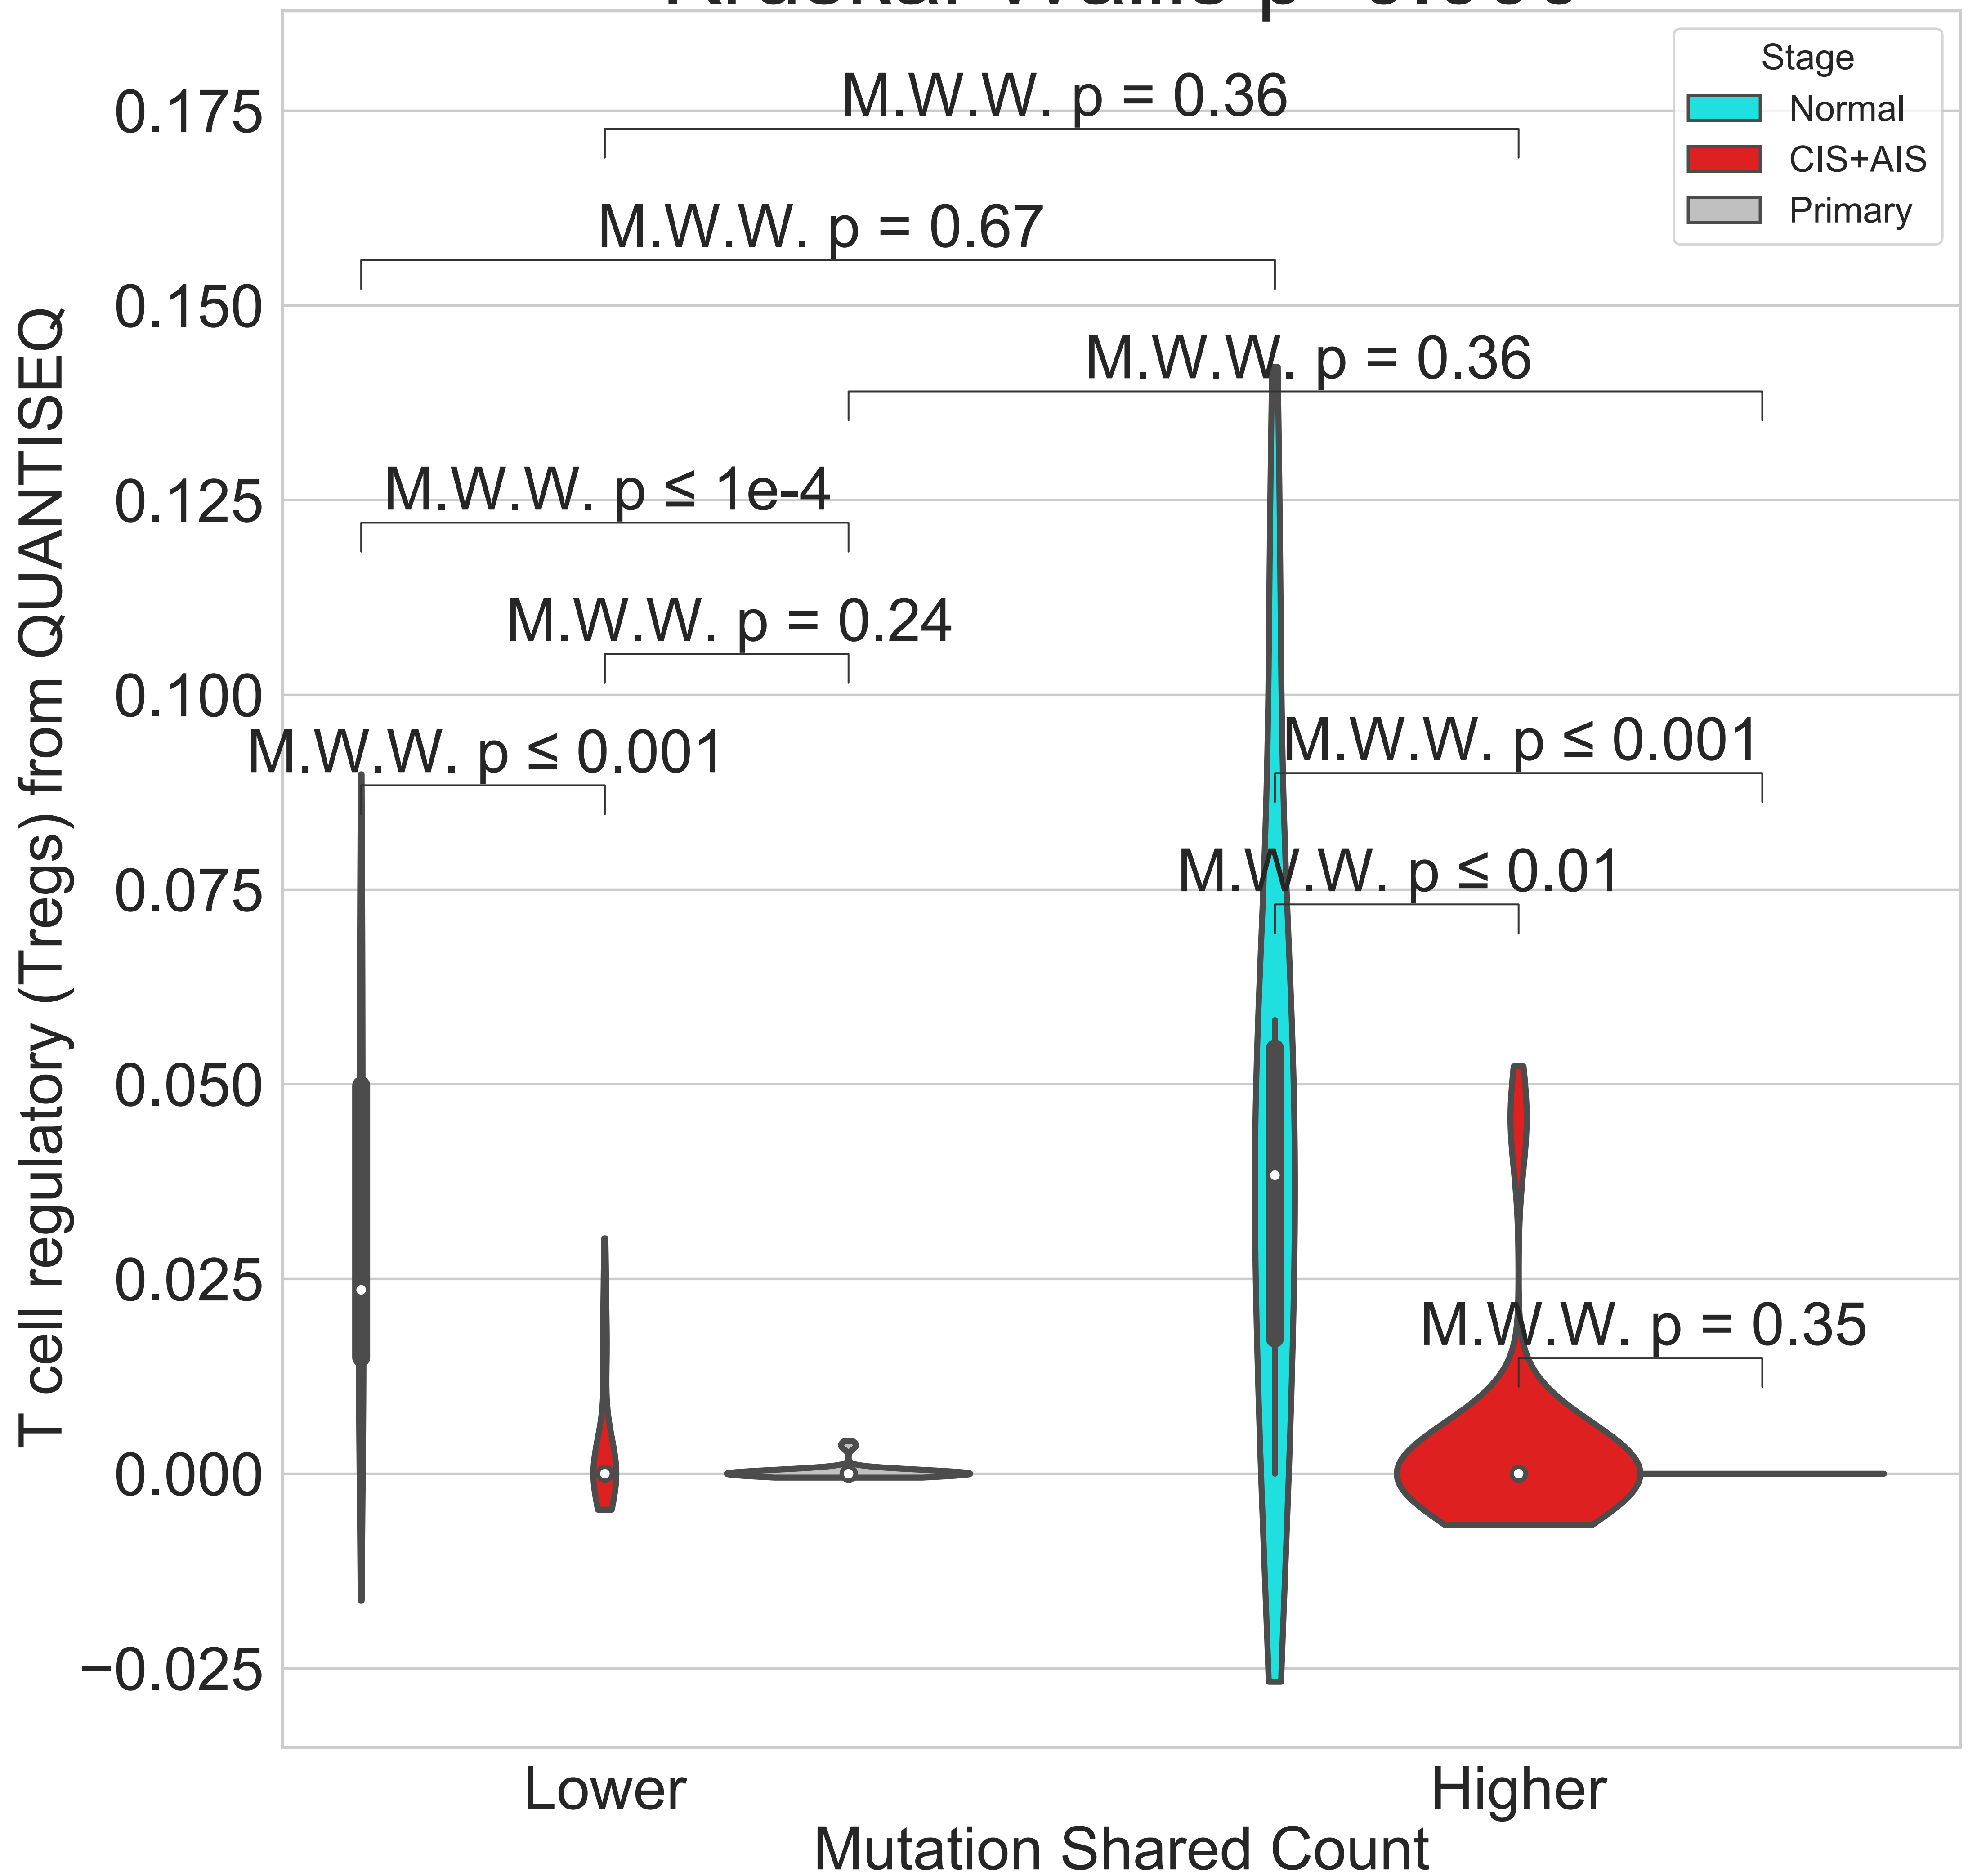 Stage
Normal
CIS+AIS
Primary
M.W.W. p = 0.36
M.W.W. p = 0.67
M.W.W. p = 0.36
M.W.W. p ≤ 1e-4
M.W.W. p = 0.24
M.W.W. p ≤ 0.001
M.W.W. p ≤ 0.001
M.W.W. p ≤ 0.01
M.W.W. p = 0.35
0.175
0.150
0.125
0.100
0.075
0.050
0.025
0.000
−0.025
T cell regulatory (Tregs) from QUANTISEQ
Lower
Higher
Mutation Shared Count